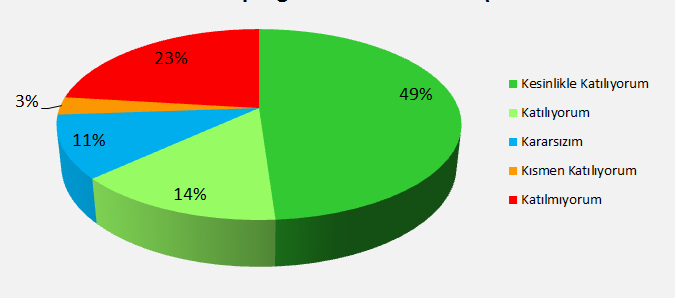 23%
49%
3%
11%
14%
Kesinlikle Katılıyorum
Katılıyorum
Kararsızım
Kısmen Katılıyorum
Katılmıyorum